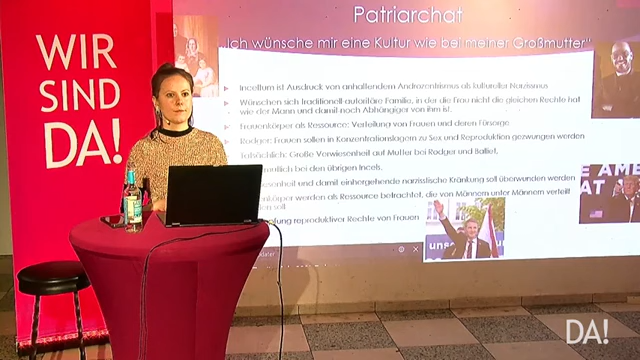 WIR
SIND
DA!
Patriarchat
„Ich wünsche mir eine Kultur wie bei meiner Großmutter"
Inceltum ist Ausdruck von anhaltendem Androzentrismus als kulturaler Narzissmus
Wünschen sich traditionell autoritäre Familie, in der die Frau nicht die gleichen Rechte hat
wie der Mann und damit noch Abhängiger von ihm ist.
Frauenkörper als Ressource: Verteilung von Frauen und deren Fürsorge
Rodger: Frauen sollen in Konzentrationslagern zu Sex und Reproduktion gezwungen werden
Tatsächlich: Große Verwiesenheit auf Mutter bei Rodger und Balliet,
bei den übrigen Incels.
und damit einhergehende narzisstische Kränkung soll überwunden werden
werden als Ressource betrachtet, die von Männern unter Männern verteilt
soll
reproduktiver Rechte von Frauen
DA!